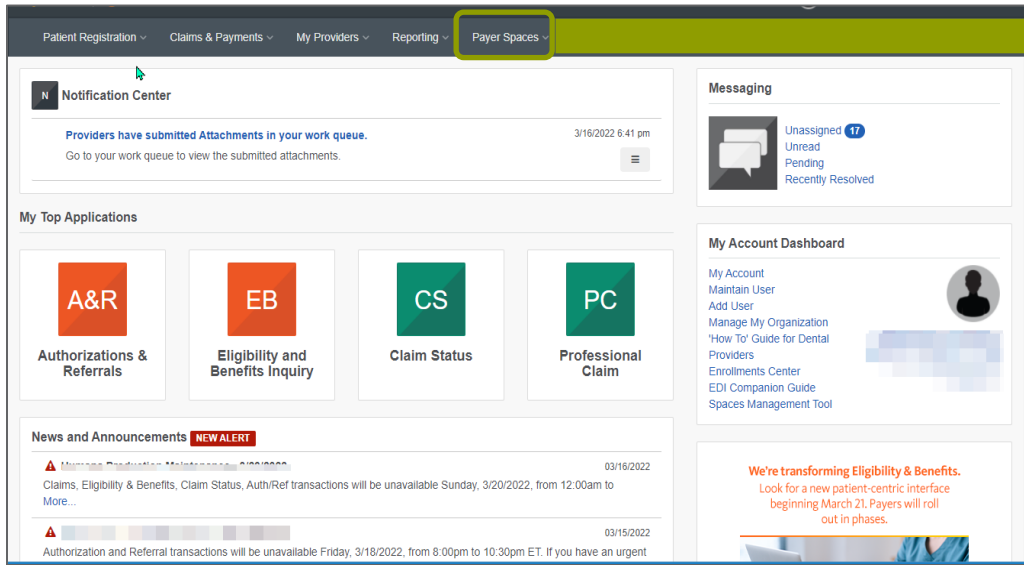 Patient Registration
Claims & Payments
My Providers
Reporting
Payer Spaces
N
Notification Center
Providers have submitted Attachments in your work queue.
3/16/2022 6:41 pm
Go to your work queue to view the submitted attachments.
My Top Applications
A&R
EB
CS
PC
Authorizations &
Referrals
Eligibility and
Benefits Inquiry
Claim Status
Professional
Claim
News and Announcements NEW ALERT
03/16/2022
Claims, Eligibility & Benefits, Claim Status, Auth/Ref transactions will be unavailable Sunday, 3/20/2022, from 12:00am to
More...
03/15/2022
Authorization and Referral transactions will be unavailable Friday, 3/18/2022, from 8:00pm to 10:30pm ET. If you have an urgent
Messaging
Unassigned 17
Unread
Pending
Recently Resolved
My Account Dashboard
My Account
Maintain User
Add User
Manage My Organization
'How To' Guide for Dental
Providers
Enrollments Center
EDI Companion Guide
Spaces Management Tool
We're transforming Eligibility & Benefits.
Look for a new patient-centric interface
beginning March 21. Payers will roll
out in phases.